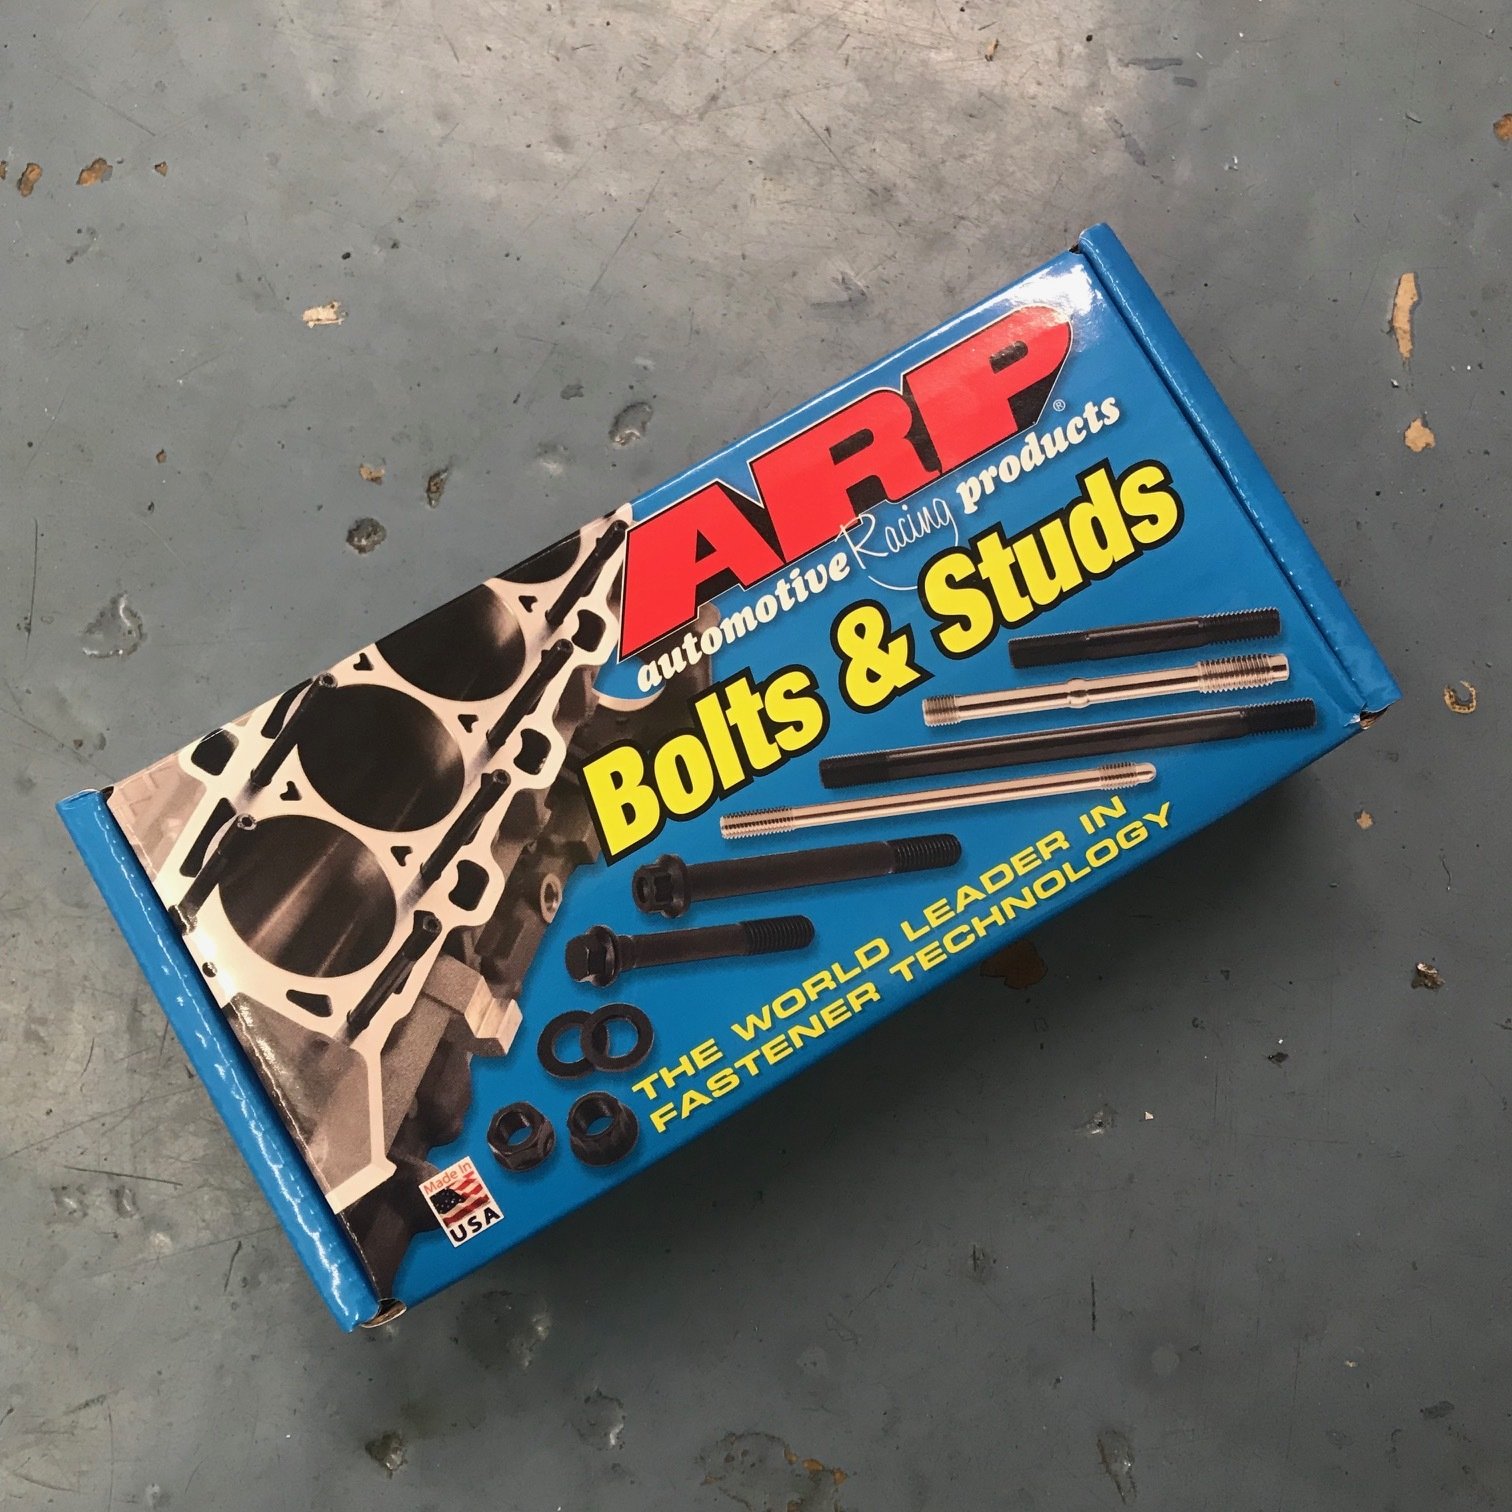 ARP®
automotive Racing products
Bolts & Studs
THE WORLD LEADER IN
FASTENER TECHNOLOGY
Made In
USA